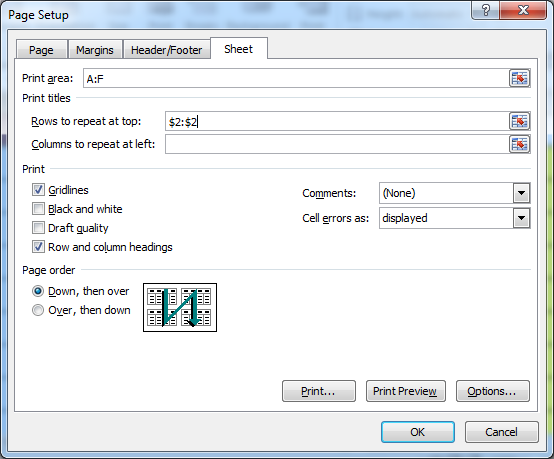 Page Setup
Page Margins Header/Footer Sheet
Print area: A:F
Print titles
Rows to repeat at top: $2:$2
Columns to repeat at left:
Print
Gridlines
Black and white
Draft quality
Row and column headings
Comments: (None)
Cell errors as: displayed
Page order
Down, then over
Over, then down
Print... Print Preview Options...
OK Cancel